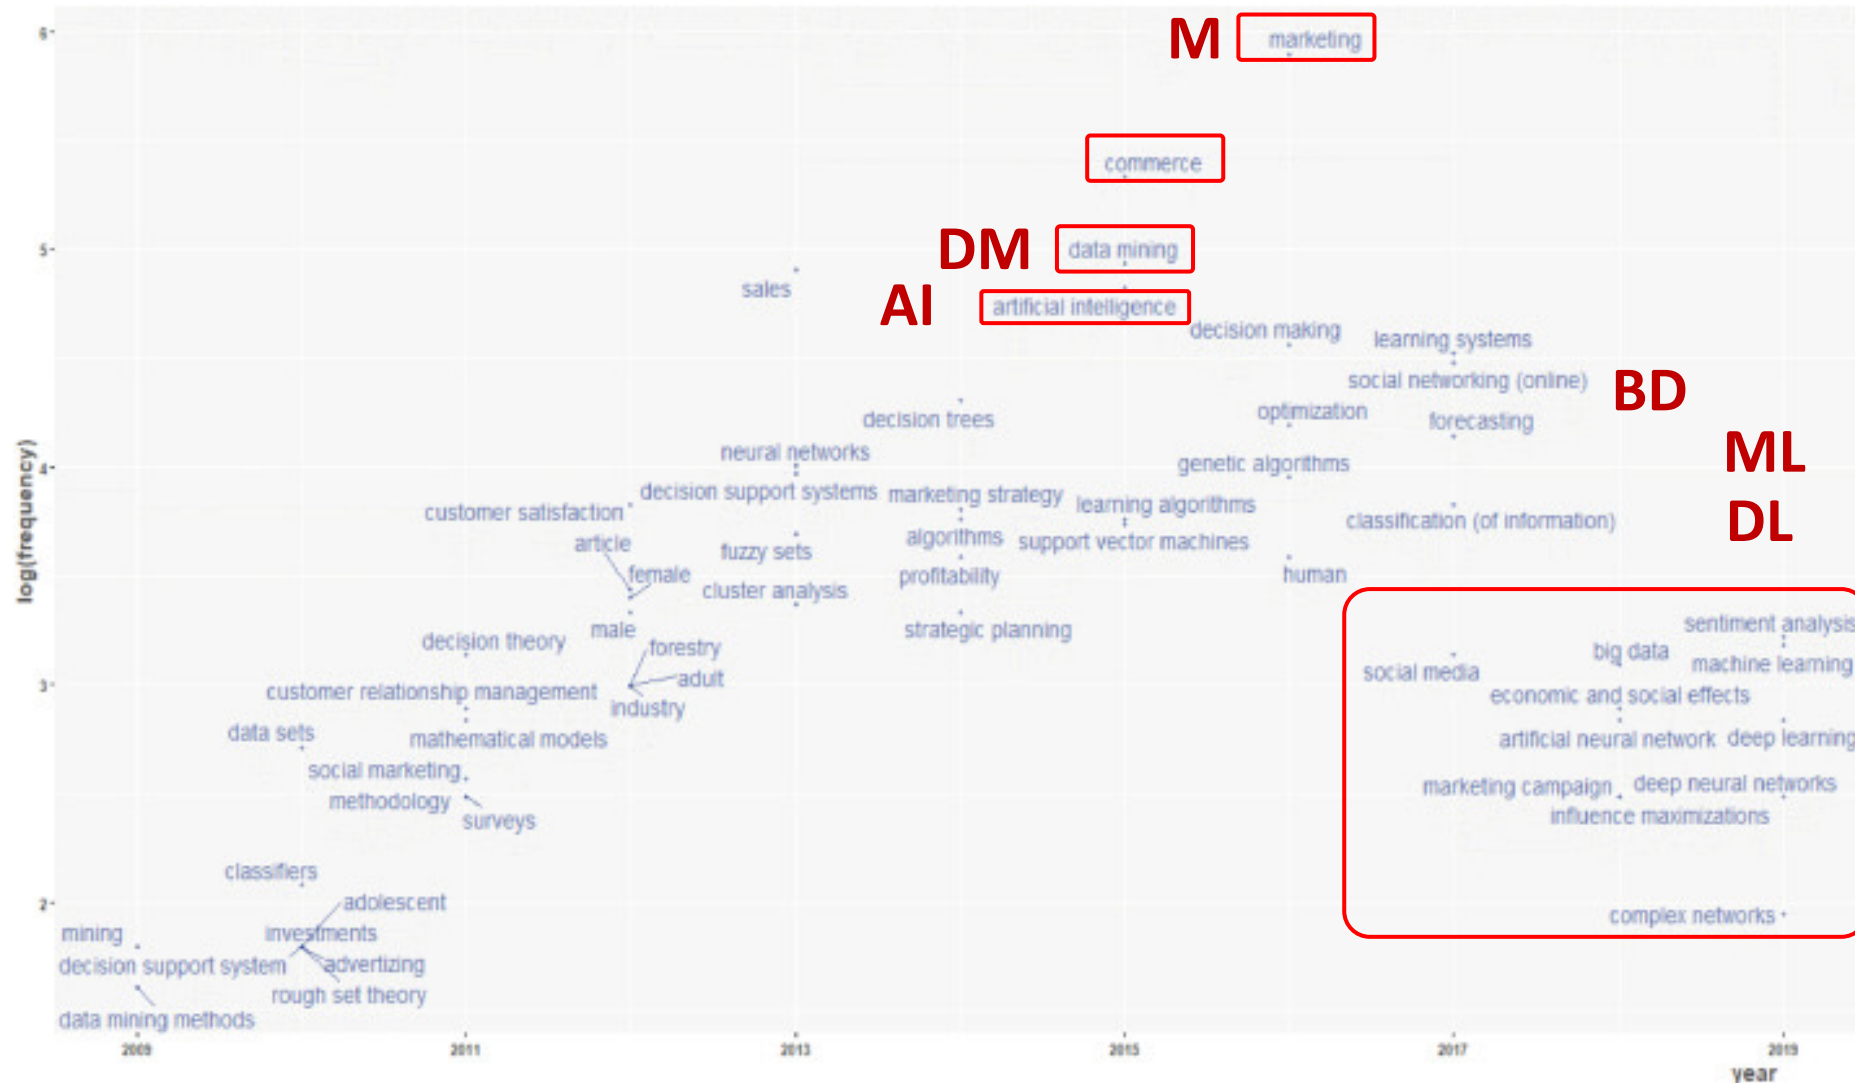 6
M
marketing
commerce
5
DM
data mining
sales
AI
artificial intelligence
decision making
learning systems
social networking (online)
BD
optimization
decision trees
forecasting
neural networks
ML
genetic algorithms
4
log(frequency)
decision support systems
marketing strategy
learning algorithms
customer satisfaction
classification (of information)
DL
article
algorithms
support vector machines
fuzzy sets
female
profitability
human
cluster analysis
male
strategic planning
sentiment analysis
decision theory
forestry
big data
machine learning
social media
adult
3
customer relationship management
economic and social effects
industry
data sets
mathematical models
artificial neural network
deep learning
social marketing
marketing campaign
deep neural networks
methodology
surveys
influence maximizations
classifiers
2
adolescent
complex networks
mining
investments
decision support system
advertizing
rough set theory
data mining methods
2009
2011
2013
2015
2017
2019
year